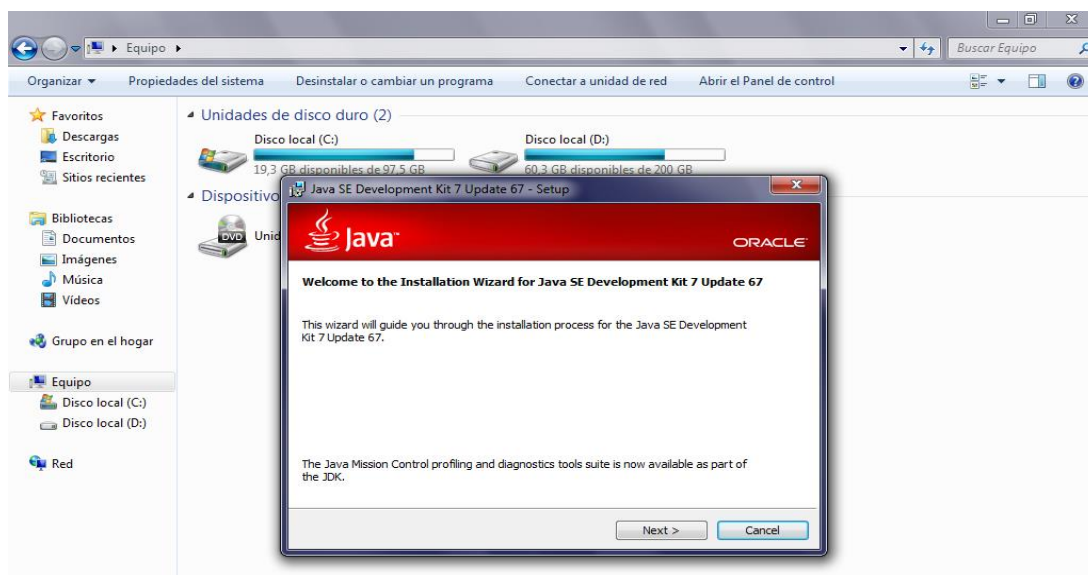 Equipo
Buscar Equipo
Organizar
Propiedades del sistema
Desinstalar o cambiar un programa
Conectar a unidad de red
Abrir el Panel de control
Favoritos
Descargas
Escritorio
Sitios recientes
Bibliotecas
Documentos
Imágenes
Música
Vídeos
Grupo en el hogar
Equipo
Disco local (C:)
Disco local (D:)
Red
Unidades de disco duro (2)
Disco local (C:)
19,3 GB disponibles de 97,5 GB
Disco local (D:)
60,3 GB disponibles de 200 GB
Dispositivo
DVD
Unid
Java SE Development Kit 7 Update 67 - Setup
Java™
ORACLE®
Welcome to the Installation Wizard for Java SE Development Kit 7 Update 67
This wizard will guide you through the installation process for the Java SE Development
Kit 7 Update 67.
The Java Mission Control profiling and diagnostics tools suite is now available as part of
the JDK.
Next >
Cancel